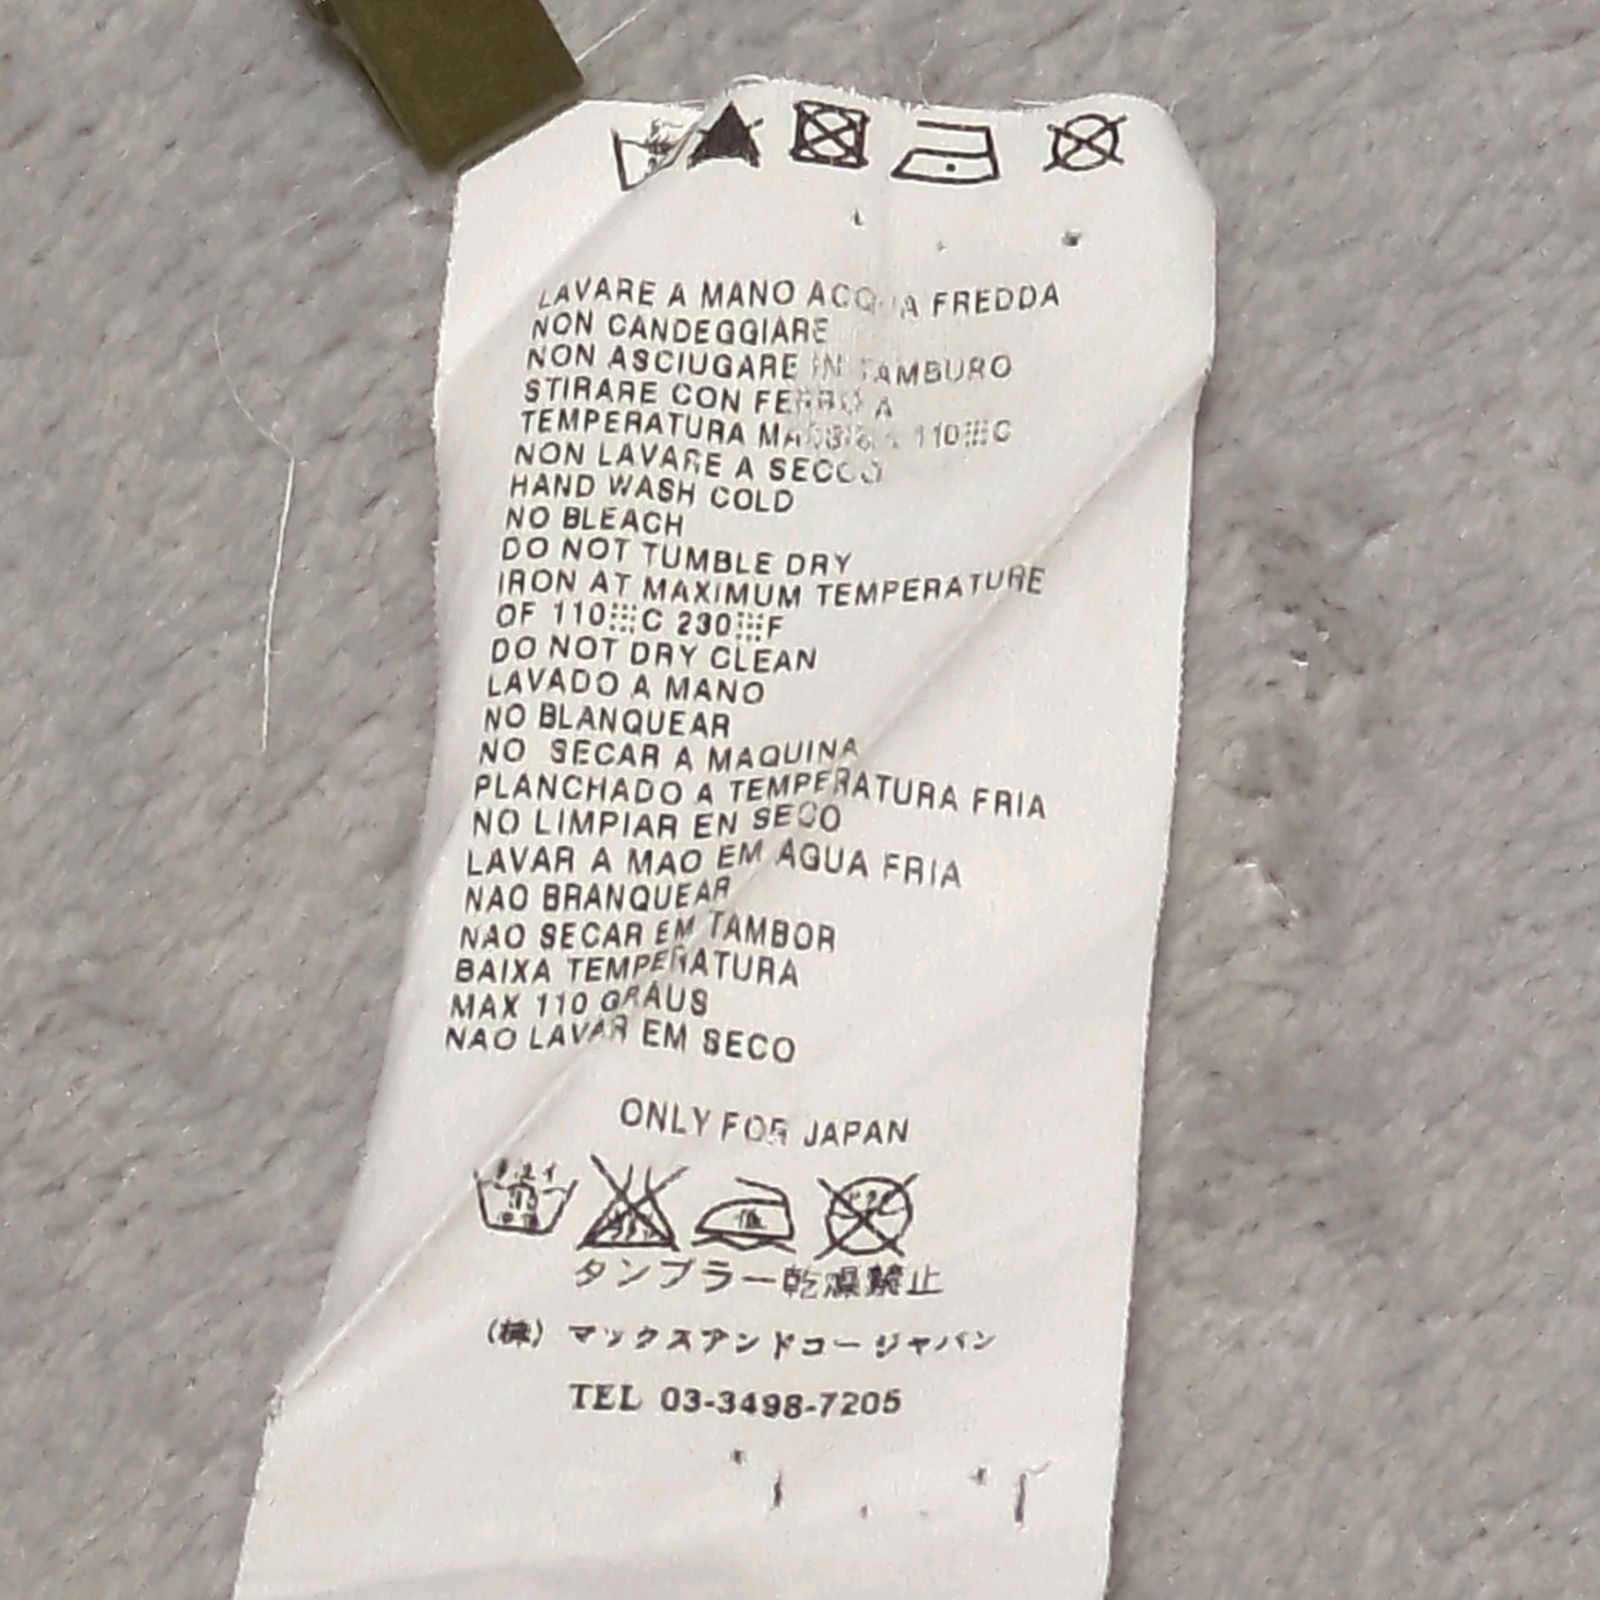 LAVARE A MANO ACQUA FREDDA
NON CANDEGGIARE
NON ASCIUGARE IN TAMBURO
STIRARE CON FERRO A
TEMPERATURA MASSIMA 110 C
NON LAVARE A SECCO
HAND WASH COLD
NO BLEACH
DO NOT TUMBLE DRY
IRON AT MAXIMUM TEMPERATURE
OF 110 C 230 F
DO NOT DRY CLEAN
LAVADO A MANO
NO BLANQUEAR
NO SECAR A MAQUINA
PLANCHADO A TEMPERATURA FRIA
NO LIMPIAR EN SECO
LAVAR A MAO EM AGUA FRIA
NAO BRANQUEAR
NAO SECAR EM TAMBOR
BAIXA TEMPERATURA
MAX 110 GRAUS
NAO LAVAR EM SECO
ONLY FOR JAPAN
タンブラー乾燥禁止
(株) マックスアンドコージャパン
TEL 03-3498-7205